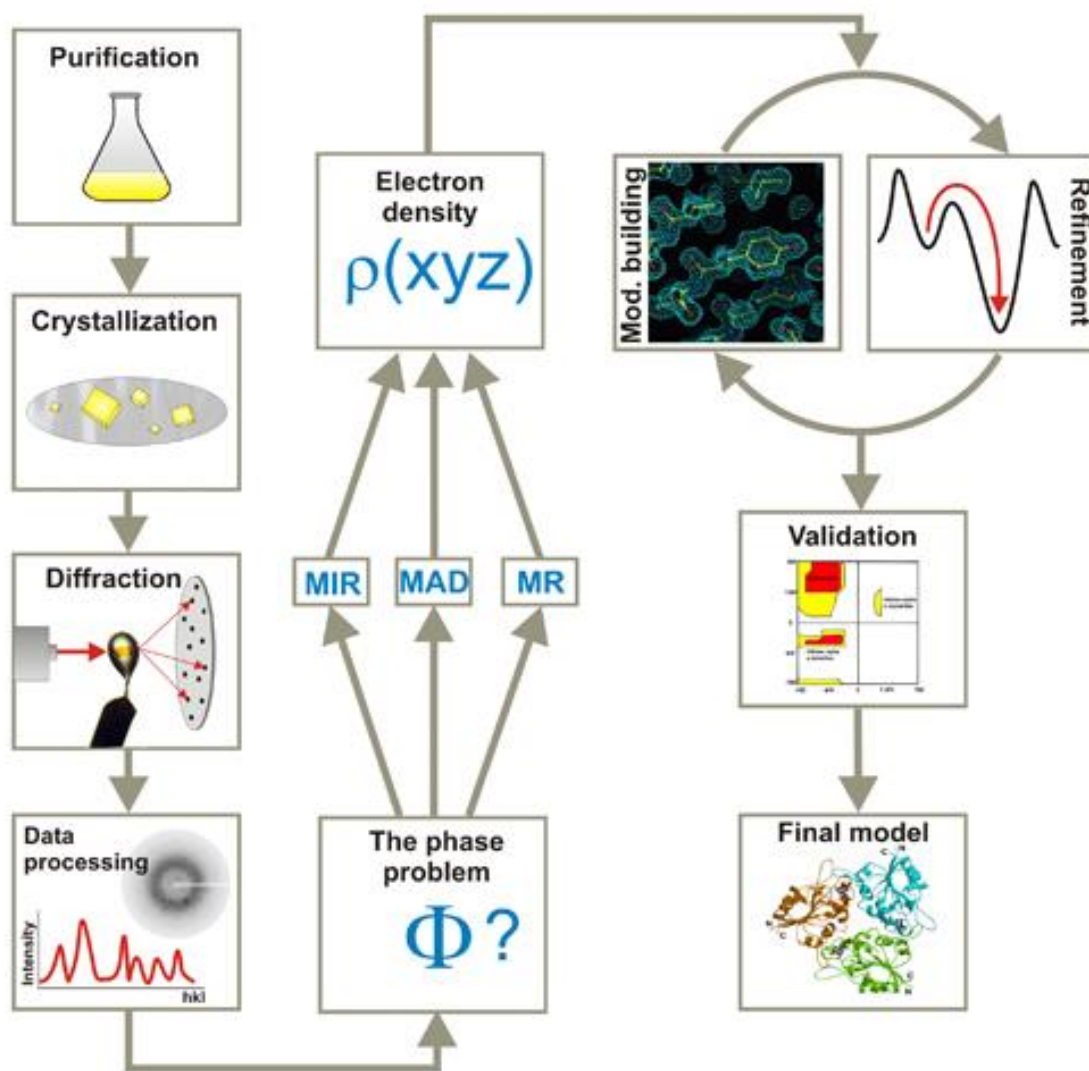 Purification
Crystallization
Diffraction
Data
processing
Intensity
hkl
The phase
problem
Φ?
MIR
MAD
MR
Electron
density
ρ(xyz)
Mod. building
Refinement
Validation
Final model
C
N
N
C
C
N